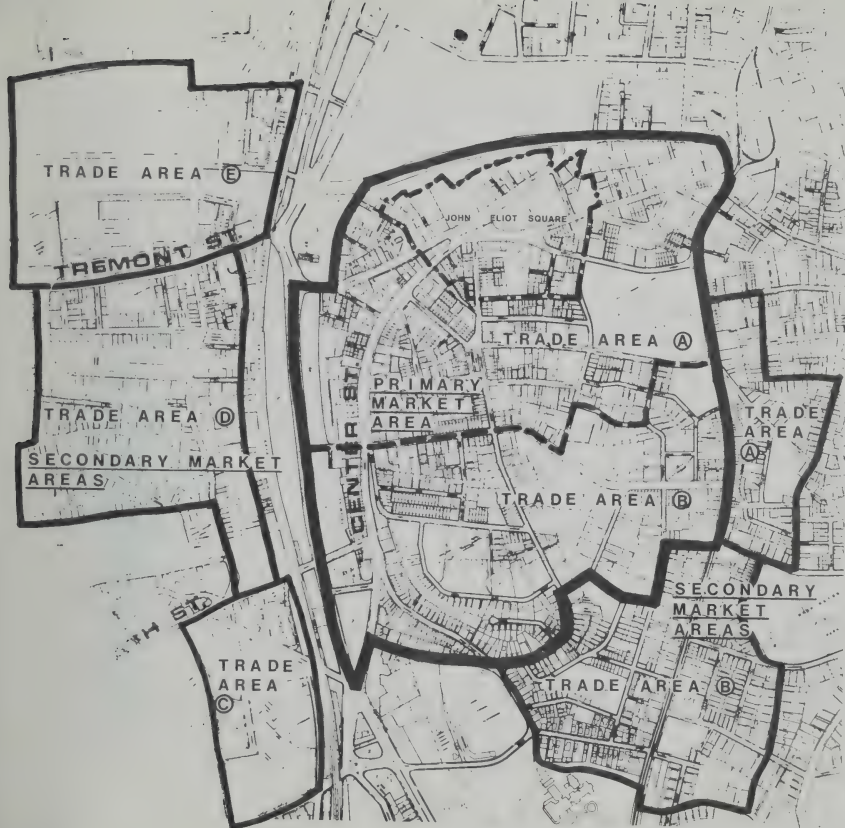 TRADE AREA Ⓔ
JOHN ELIOT SQUARE
TREMONT ST.
TRADE AREA Ⓐ
PRIMARY
MARKET
AREA
CENTER ST.
TRADE AREA Ⓓ
SECONDARY MARKET
AREAS
TRADE
AREA
Ⓐ
TRADE AREA Ⓑ
SECONDARY
MARKET
AREAS
ST.
TRADE
AREA
Ⓒ
TRADE AREA Ⓑ